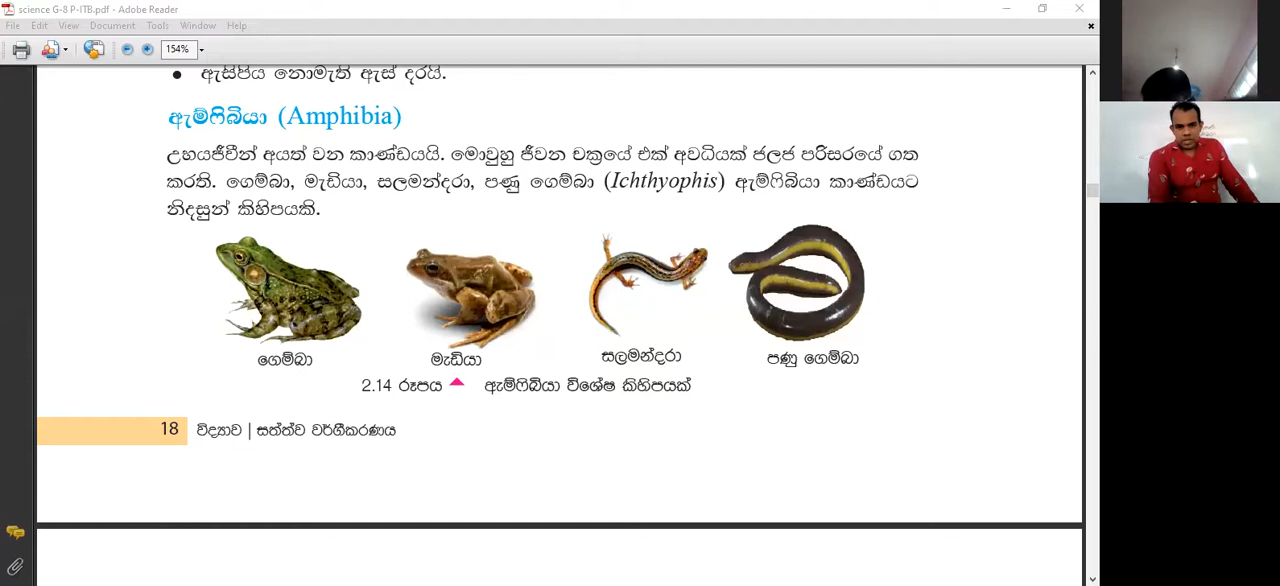 science G-8 P-ITB.pdf - Adobe Reader
File Edit View Document Tools Window Help
154%
• ඇසිපිය නොමැති ඇස් දරයි.
ඇම්ෆිබියා (Amphibia)
උභයජීවීන් අයත් වන කාණ්ඩයයි. මොවුහු ජීවන චක්‍රයේ එක් අවධියක් ජලජ පරිසරයේ ගත
කරති. ගෙම්බා, මැඩියා, සලමන්දරා, පණු ගෙම්බා (Ichthyophis) ඇම්ෆිබියා කාණ්ඩයට
නිදසුන් කිහිපයකි.
ගෙම්බා මැඩියා සලමන්දරා පණු ගෙම්බා
2.14 රූපය ඇම්ෆිබියා විශේෂ කිහිපයක්
18 විද්‍යාව | සත්ත්ව වර්ගීකරණය